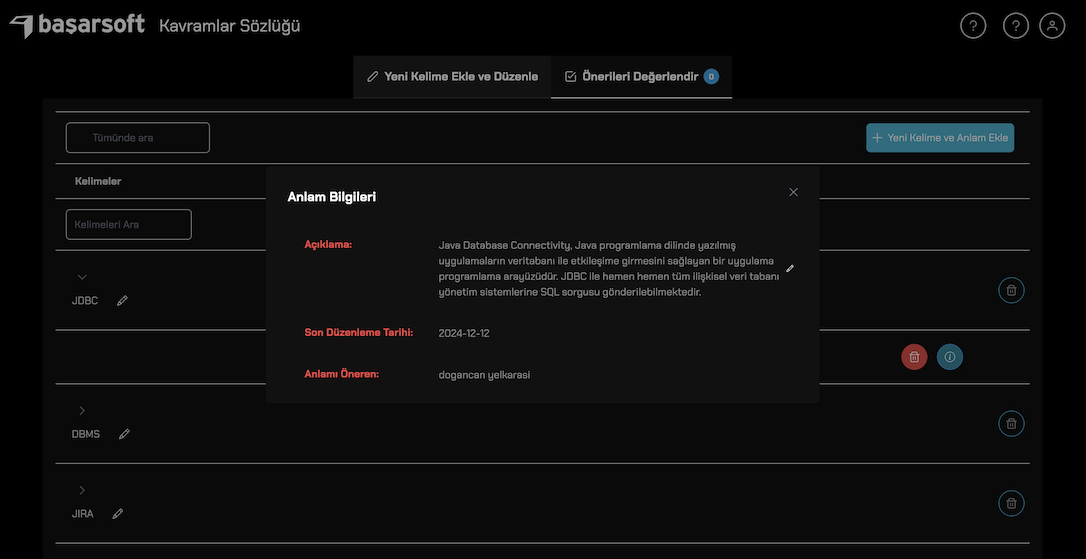 başarsoft Kavramlar Sözlüğü
? ?
Yeni Kelime Ekle ve Düzenle
Önerileri Değerlendir 0
Tümünde ara
+ Yeni Kelime ve Anlam Ekle
Kelimeler
Kelimeleri Ara
Anlam Bilgileri
Açıklama:
Java Database Connectivity, Java programlama dilinde yazılmış
uygulamaların veritabanı ile etkileşime girmesini sağlayan bir uygulama
programlama arayüzüdür. JDBC ile hemen hemen tüm ilişkisel veri tabanı
yönetim sistemlerine SQL sorgusu gönderilebilmektedir.
Son Düzenleme Tarihi: 2024-12-12
Anlamı Öneren: dogancan yelkarasi
JDBC
DBMS
JIRA